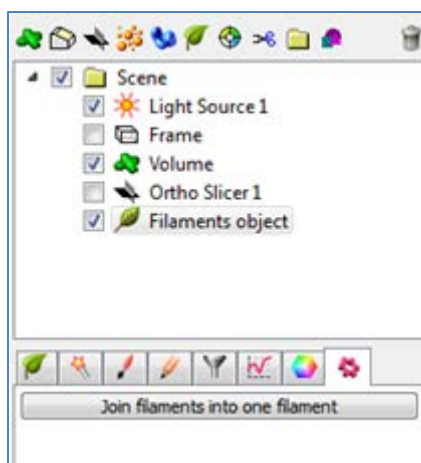 Scene
Light Source 1
Frame
Volume
Ortho Slicer 1
Filaments object
Join filaments into one filament